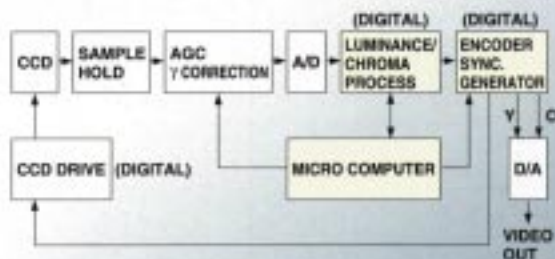 (DIGITAL)
(DIGITAL)
CCD
SAMPLE
HOLD
AGC
γ CORRECTION
A/D
LUMINANCE/
CHROMA
PROCESS
ENCODER
SYNC.
GENERATOR
Y
C
CCD DRIVE
(DIGITAL)
MICRO COMPUTER
D/A
VIDEO
OUT